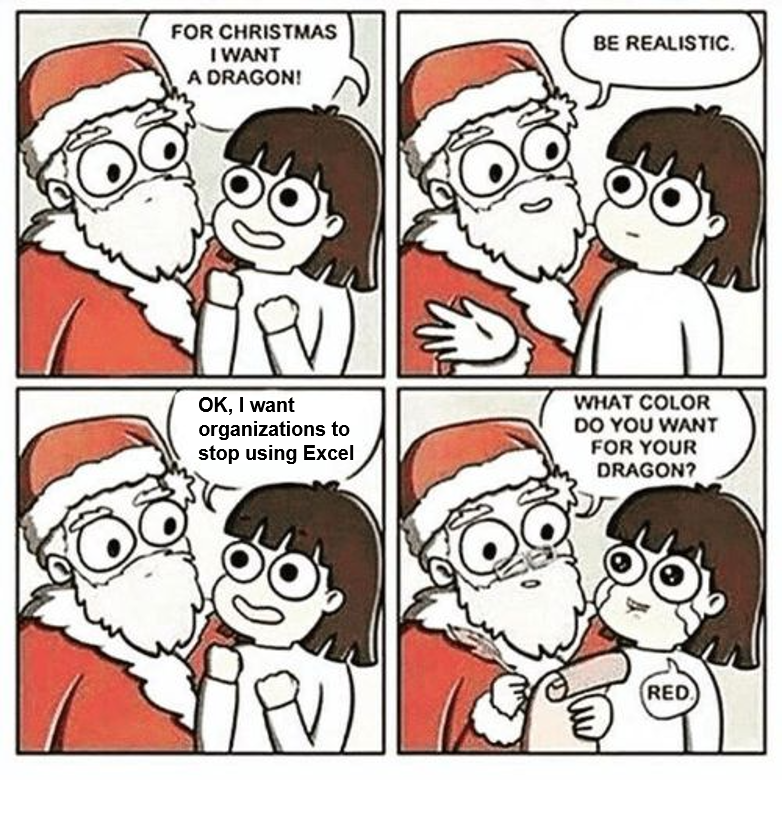 FOR CHRISTMAS
I WANT
A DRAGON!
BE REALISTIC.
OK, I want
organizations to
stop using Excel
WHAT COLOR
DO YOU WANT
FOR YOUR
DRAGON?
RED.